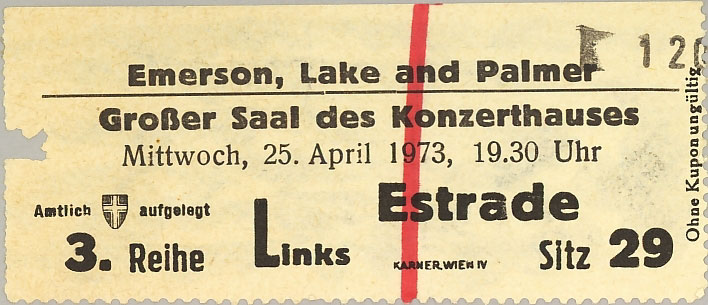 120
Emerson, Lake and Palmer
Großer Saal des Konzerthauses
Mittwoch, 25. April 1973, 19.30 Uhr
Estrade
Amtlich aufgelegt
3. Reihe Links Sitz 29
KARNER, WIEN IV
Ohne Kupon ungültig